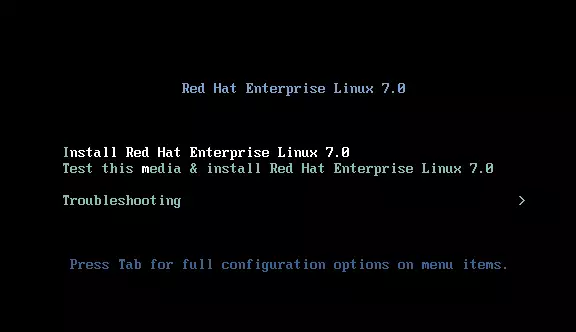 Red Hat Enterprise Linux 7.0
Install Red Hat Enterprise Linux 7.0
Test this media & install Red Hat Enterprise Linux 7.0
Troubleshooting >
Press Tab for full configuration options on menu items.